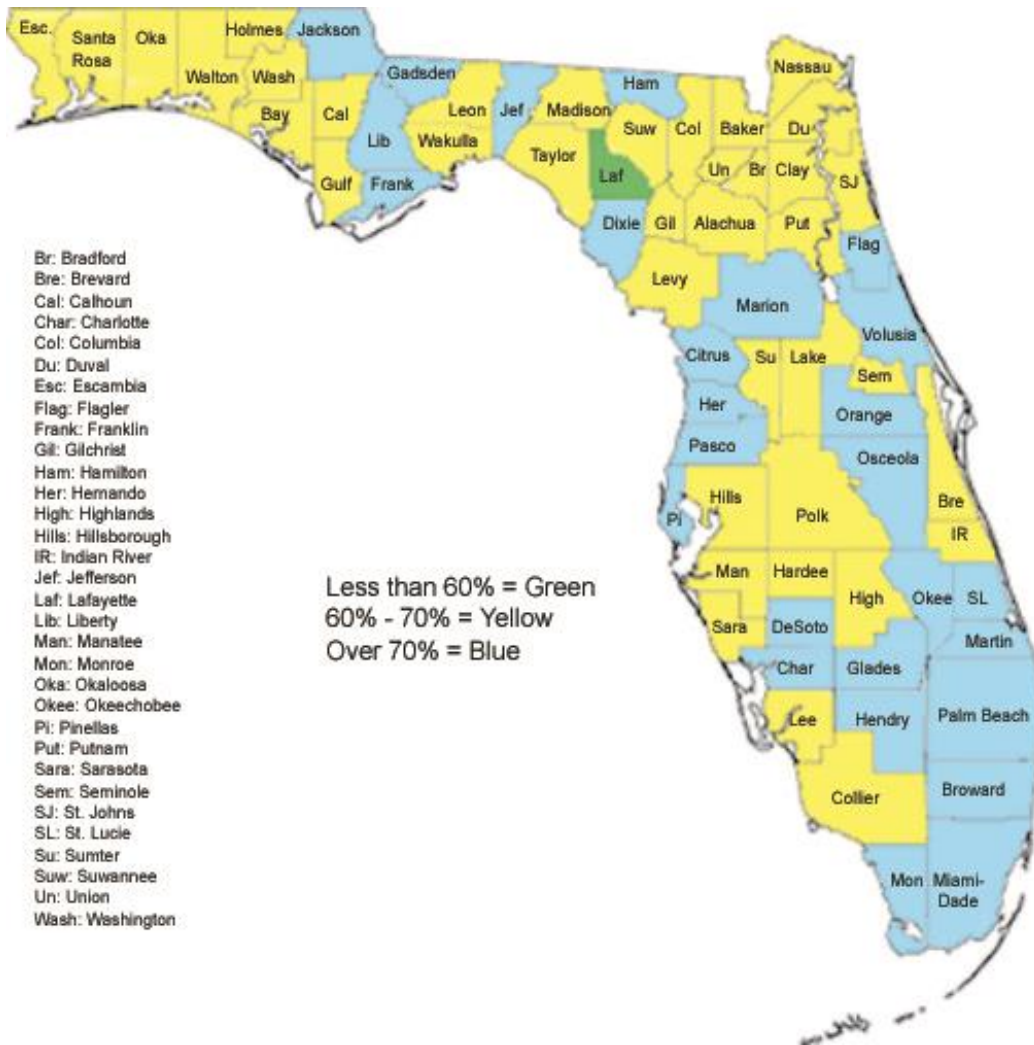 Esc.
Santa
Rosa
Oka
Walton
Holmes
Wash
Bay
Jackson
Cal
Gulf
Gadsden
Lib
Frank
Leon
Wakulla
Jef
Madison
Taylor
Ham
Suw
Laf
Dixie
Col
Baker
Nassau
Du
Un
Br
Clay
SJ
Gil
Alachua
Put
Flag
Levy
Marion
Volusia
Citrus
Su
Lake
Sem
Her
Orange
Pasco
Osceola
Pi
Hills
Polk
Bre
IR
Man
Hardee
High
Okee
SL
Sara
DeSoto
Martin
Char
Glades
Lee
Hendry
Palm Beach
Collier
Broward
Mon
Miami-
Dade
Br: Bradford
Bre: Brevard
Cal: Calhoun
Char: Charlotte
Col: Columbia
Du: Duval
Esc: Escambia
Flag: Flagler
Frank: Franklin
Gil: Gilchrist
Ham: Hamilton
Her: Hernando
High: Highlands
Hills: Hillsborough
IR: Indian River
Jef: Jefferson
Laf: Lafayette
Lib: Liberty
Man: Manatee
Mon: Monroe
Oka: Okaloosa
Okee: Okeechobee
Pi: Pinellas
Put: Putnam
Sara: Sarasota
Sem: Seminole
SJ: St. Johns
SL: St. Lucie
Su: Sumter
Suw: Suwannee
Un: Union
Wash: Washington
Less than 60% = Green
60% - 70% = Yellow
Over 70% = Blue